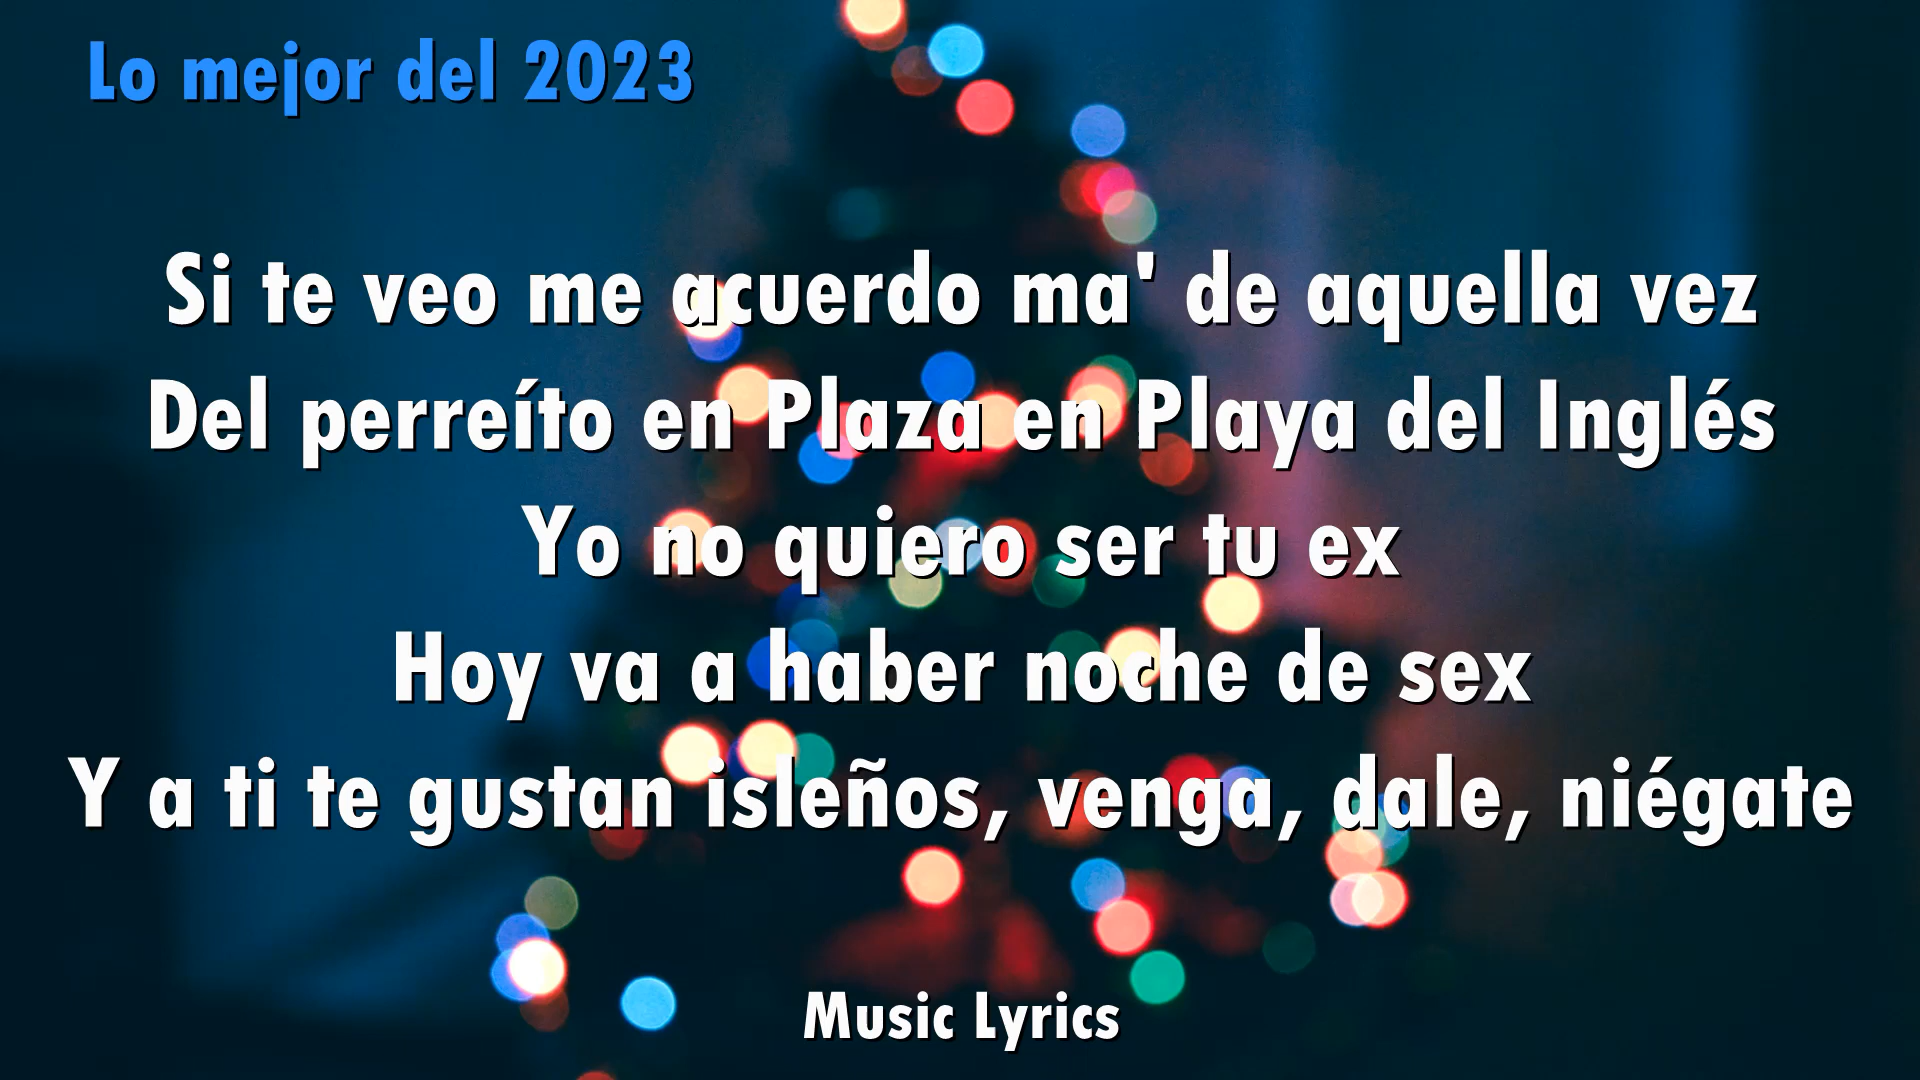 Lo mejor del 2023
Si te veo me acuerdo ma' de aquella vez
Del perreíto en Plaza en Playa del Inglés
Yo no quiero ser tu ex
Hoy va a haber noche de sex
Y a ti te gustan isleños, venga, dale, niégate
Music Lyrics